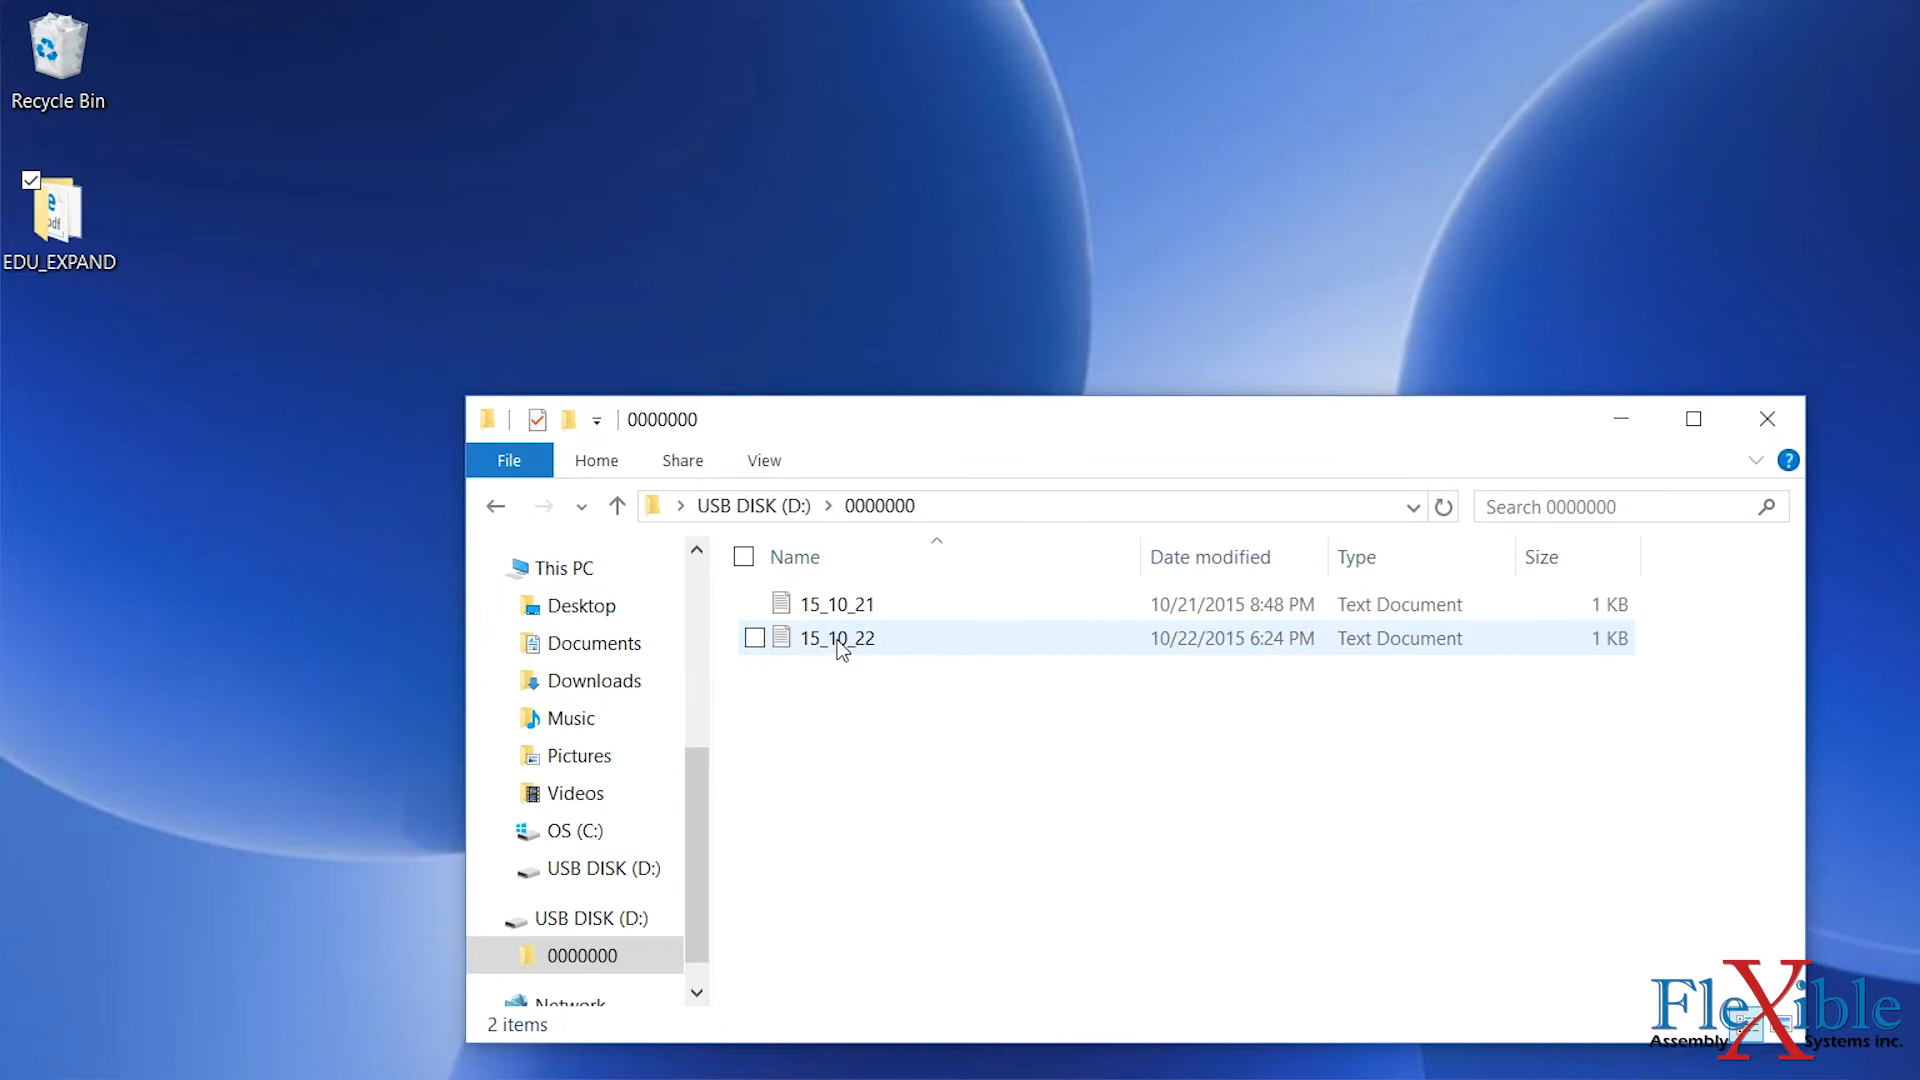 Recycle Bin
EDU_EXPAND
0000000
File Home Share View
USB DISK (D:) 0000000
Search 0000000
Name Date modified Type Size
15_10_21 10/21/2015 8:48 PM Text Document 1 KB
15_10_22 10/22/2015 6:24 PM Text Document 1 KB
This PC
Desktop
Documents
Downloads
Music
Pictures
Videos
OS (C:)
USB DISK (D:)
USB DISK (D:)
0000000
Network
2 items
FleXible
Assembly Systems inc.